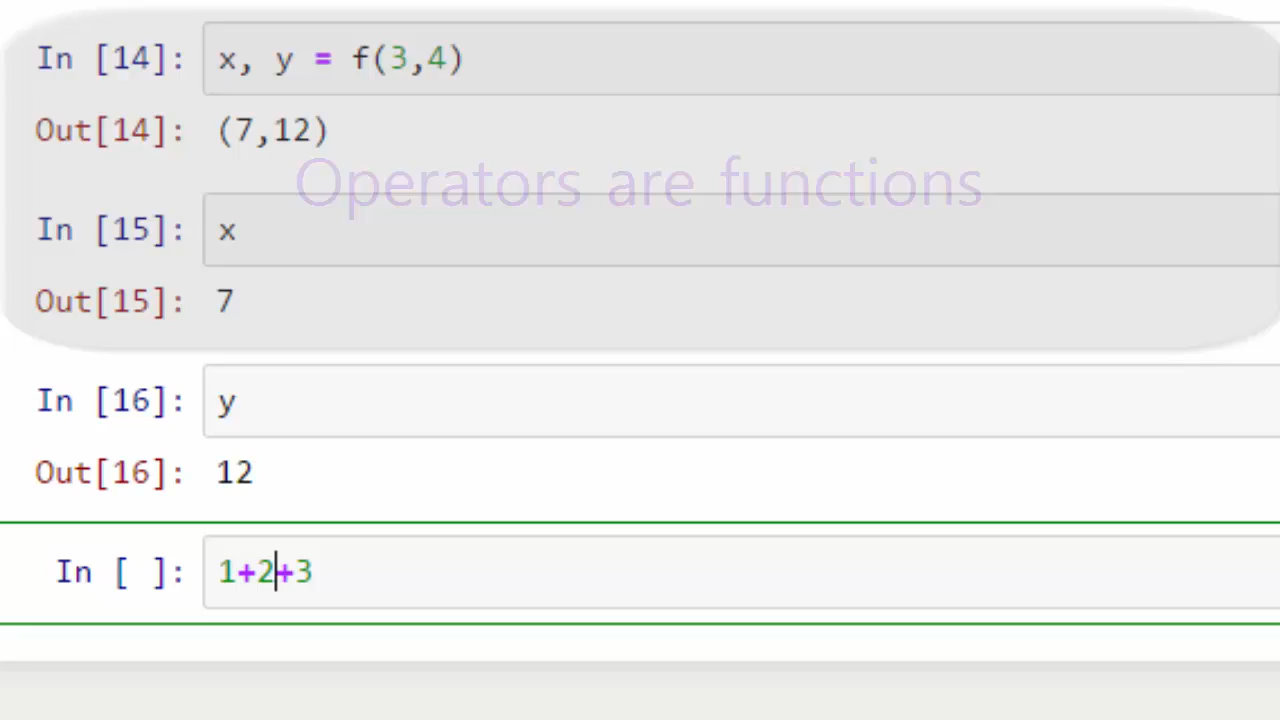 In [14]: x, y = f(3,4)
Out[14]: (7,12)
Operators are functions
In [15]: x
Out[15]: 7
In [16]: y
Out[16]: 12
In [ ]: 1+2+3